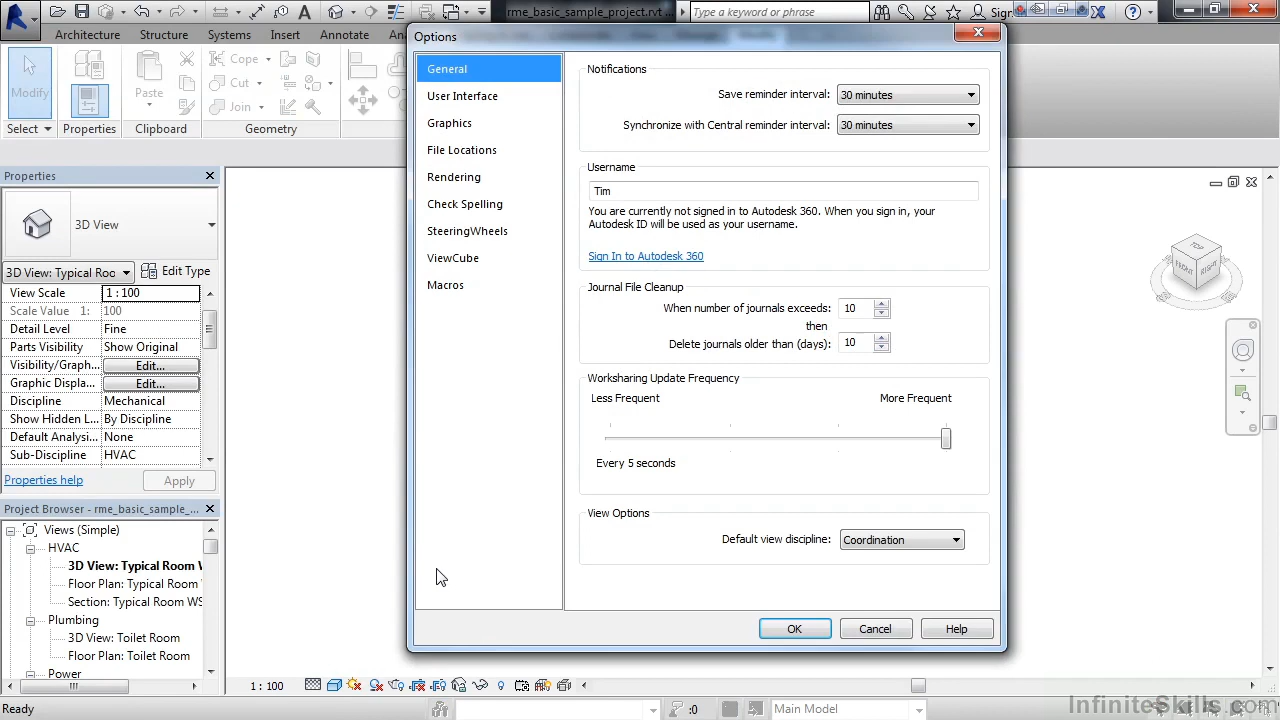 rme_basic_sample_project.rvt ...
Type a keyword or phrase
Sign
Architecture
Structure
Systems
Insert
Annotate
Modify
Paste
Cope
Cut
Join
Select
Properties
Clipboard
Geometry
Properties
3D View
3D View: Typical Roo
Edit Type
View Scale 1 : 100
Scale Value 1: 100
Detail Level Fine
Parts Visibility Show Original
Visibility/Graph... Edit...
Graphic Displa... Edit...
Discipline Mechanical
Show Hidden L... By Discipline
Default Analysi... None
Sub-Discipline HVAC
Properties help
Apply
Project Browser - rme_basic_sample_...
Views (Simple)
HVAC
3D View: Typical Room W
Floor Plan: Typical Room
Section: Typical Room WS
Plumbing
3D View: Toilet Room
Floor Plan: Toilet Room
Power
Ready
Options
General
User Interface
Graphics
File Locations
Rendering
Check Spelling
SteeringWheels
ViewCube
Macros
Notifications
Save reminder interval: 30 minutes
Synchronize with Central reminder interval: 30 minutes
Username
Tim
You are currently not signed in to Autodesk 360. When you sign in, your
Autodesk ID will be used as your username.
Sign In to Autodesk 360
Journal File Cleanup
When number of journals exceeds: 10
then
Delete journals older than (days): 10
Worksharing Update Frequency
Less Frequent More Frequent
Every 5 seconds
View Options
Default view discipline: Coordination
OK
Cancel
Help
TOP
FRONT
RIGHT
1 : 100
:0
Main Model
InfiniteSkills.com